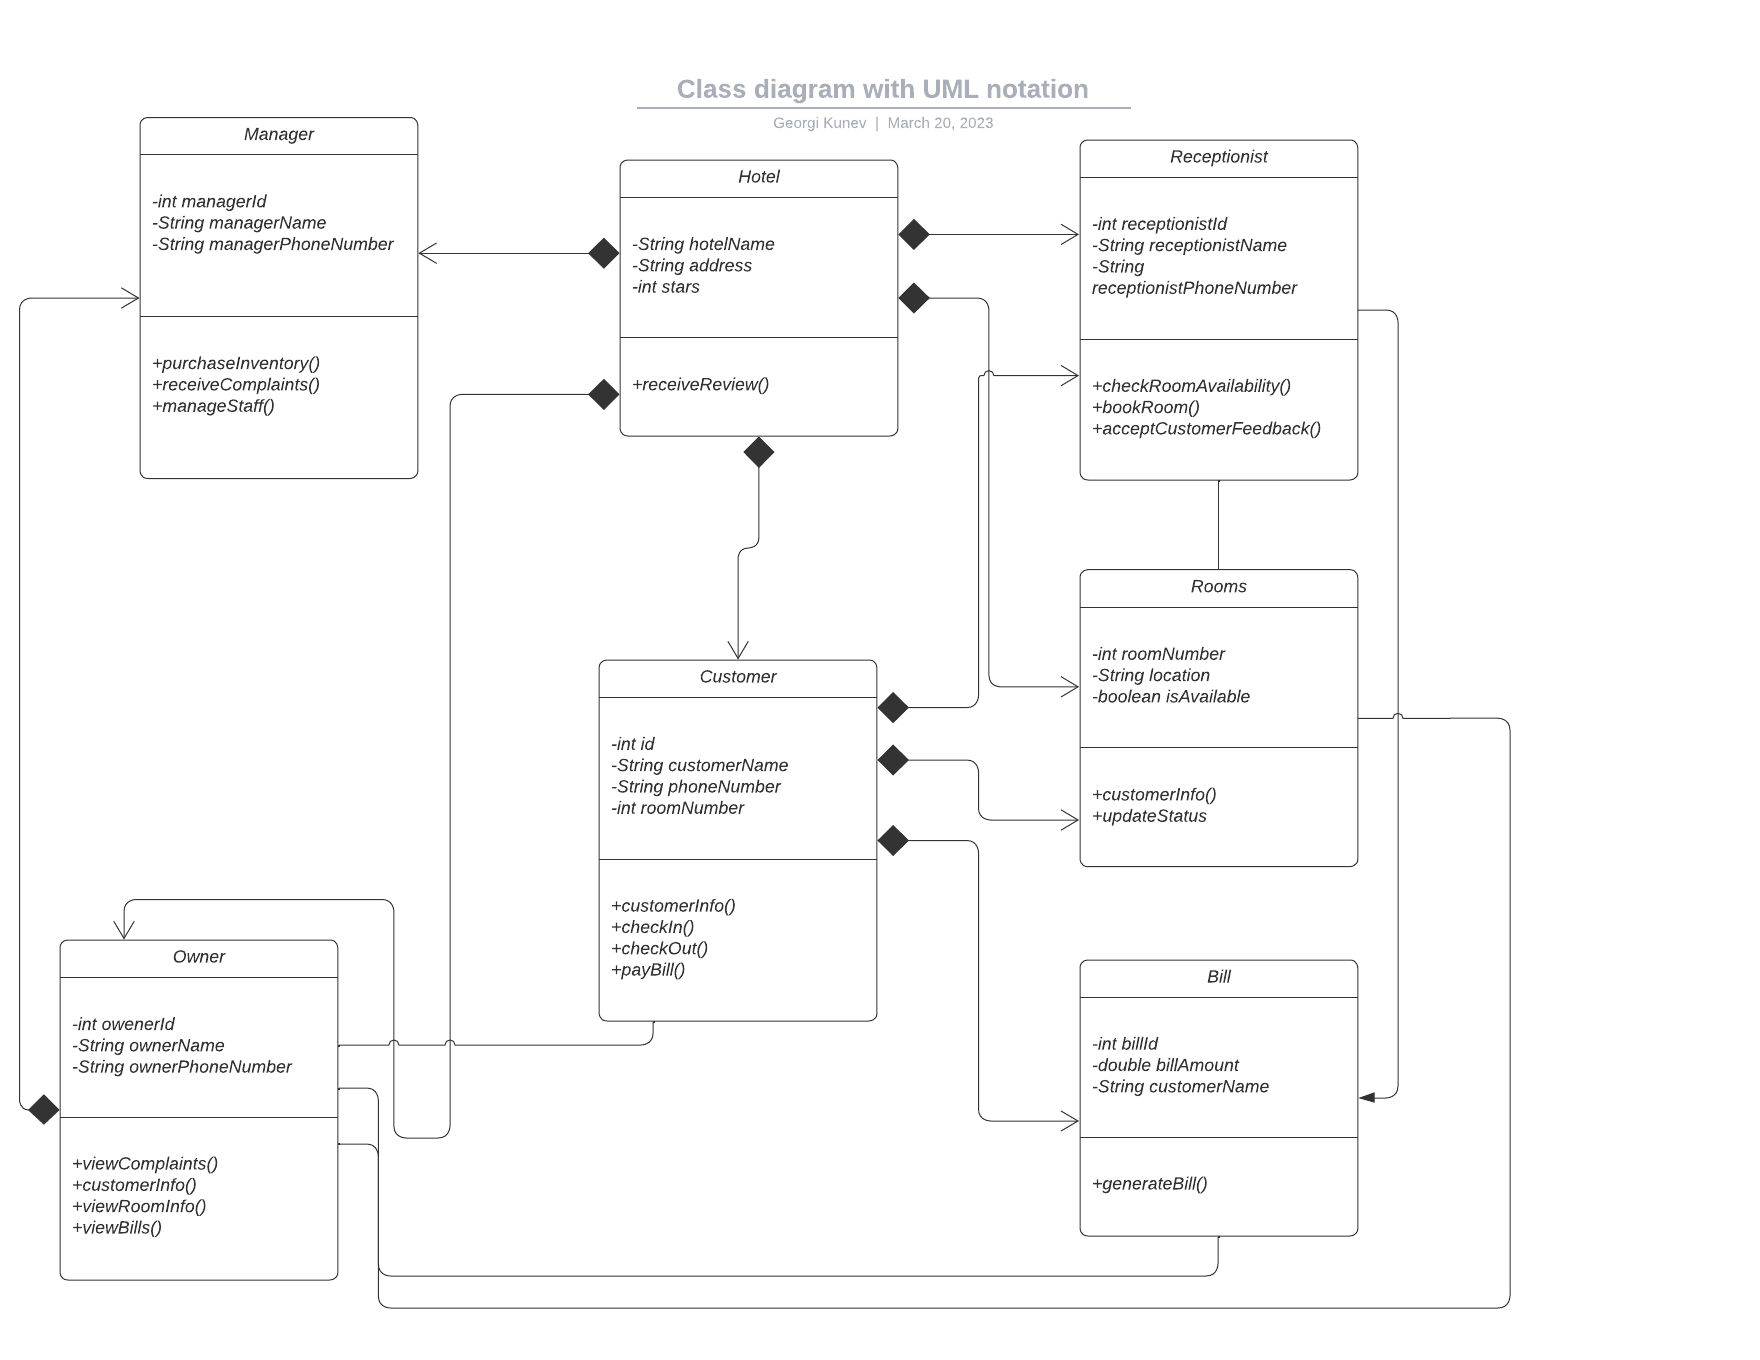 Class diagram with UML notation
Georgi Kunev | March 20, 2023
Manager
-int managerId
-String managerName
-String managerPhoneNumber
+purchaseInventory()
+receiveComplaints()
+manageStaff()
Hotel
-String hotelName
-String address
-int stars
+receiveReview()
Receptionist
-int receptionistId
-String receptionistName
-String
receptionistPhoneNumber
+checkRoomAvailability()
+bookRoom()
+acceptCustomerFeedback()
Rooms
-int roomNumber
-String location
-boolean isAvailable
+customerInfo()
+updateStatus
Customer
-int id
-String customerName
-String phoneNumber
-int roomNumber
+customerInfo()
+checkIn()
+checkOut()
+payBill()
Owner
-int owenerId
-String ownerName
-String ownerPhoneNumber
+viewComplaints()
+customerInfo()
+viewRoomInfo()
+viewBills()
Bill
-int billId
-double billAmount
-String customerName
+generateBill()